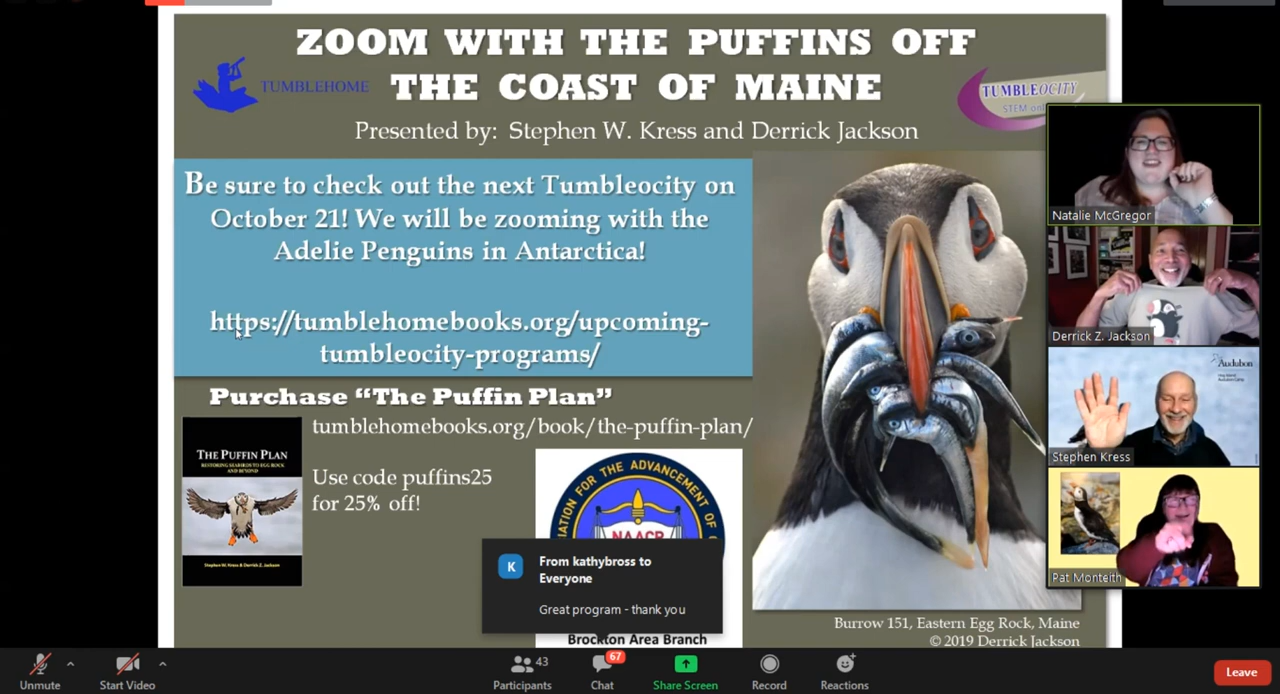 ZOOM WITH THE PUFFINS OFF
THE COAST OF MAINE
TUMBLEHOME
TUMBLEOCITY
STEM
Presented by: Stephen W. Kress and Derrick Jackson
Be sure to check out the next Tumbleocity on
October 21! We will be zooming with the
Adelie Penguins in Antarctica!
https://tumblehomebooks.org/upcoming-
tumbleocity-programs/
Purchase “The Puffin Plan”
tumblehomebooks.org/book/the-puffin-plan/
Use code puffins25
for 25% off!
THE PUFFIN PLAN
RESTORING SEABIRDS TO EGG ROCK
AND BEYOND
Stephen W. Kress & Derrick Z. Jackson
FOR THE ADVANCEMENT OF
NAACP
Brockton Area Branch
K
From kathybross to
Everyone
Great program - thank you
Burrow 151, Eastern Egg Rock, Maine
© 2019 Derrick Jackson
Natalie McGregor
Derrick Z. Jackson
Audubon
Stephen Kress
Pat Monteith
Unmute
Start Video
43
Participants
67
Chat
Share Screen
Record
Reactions
Leave